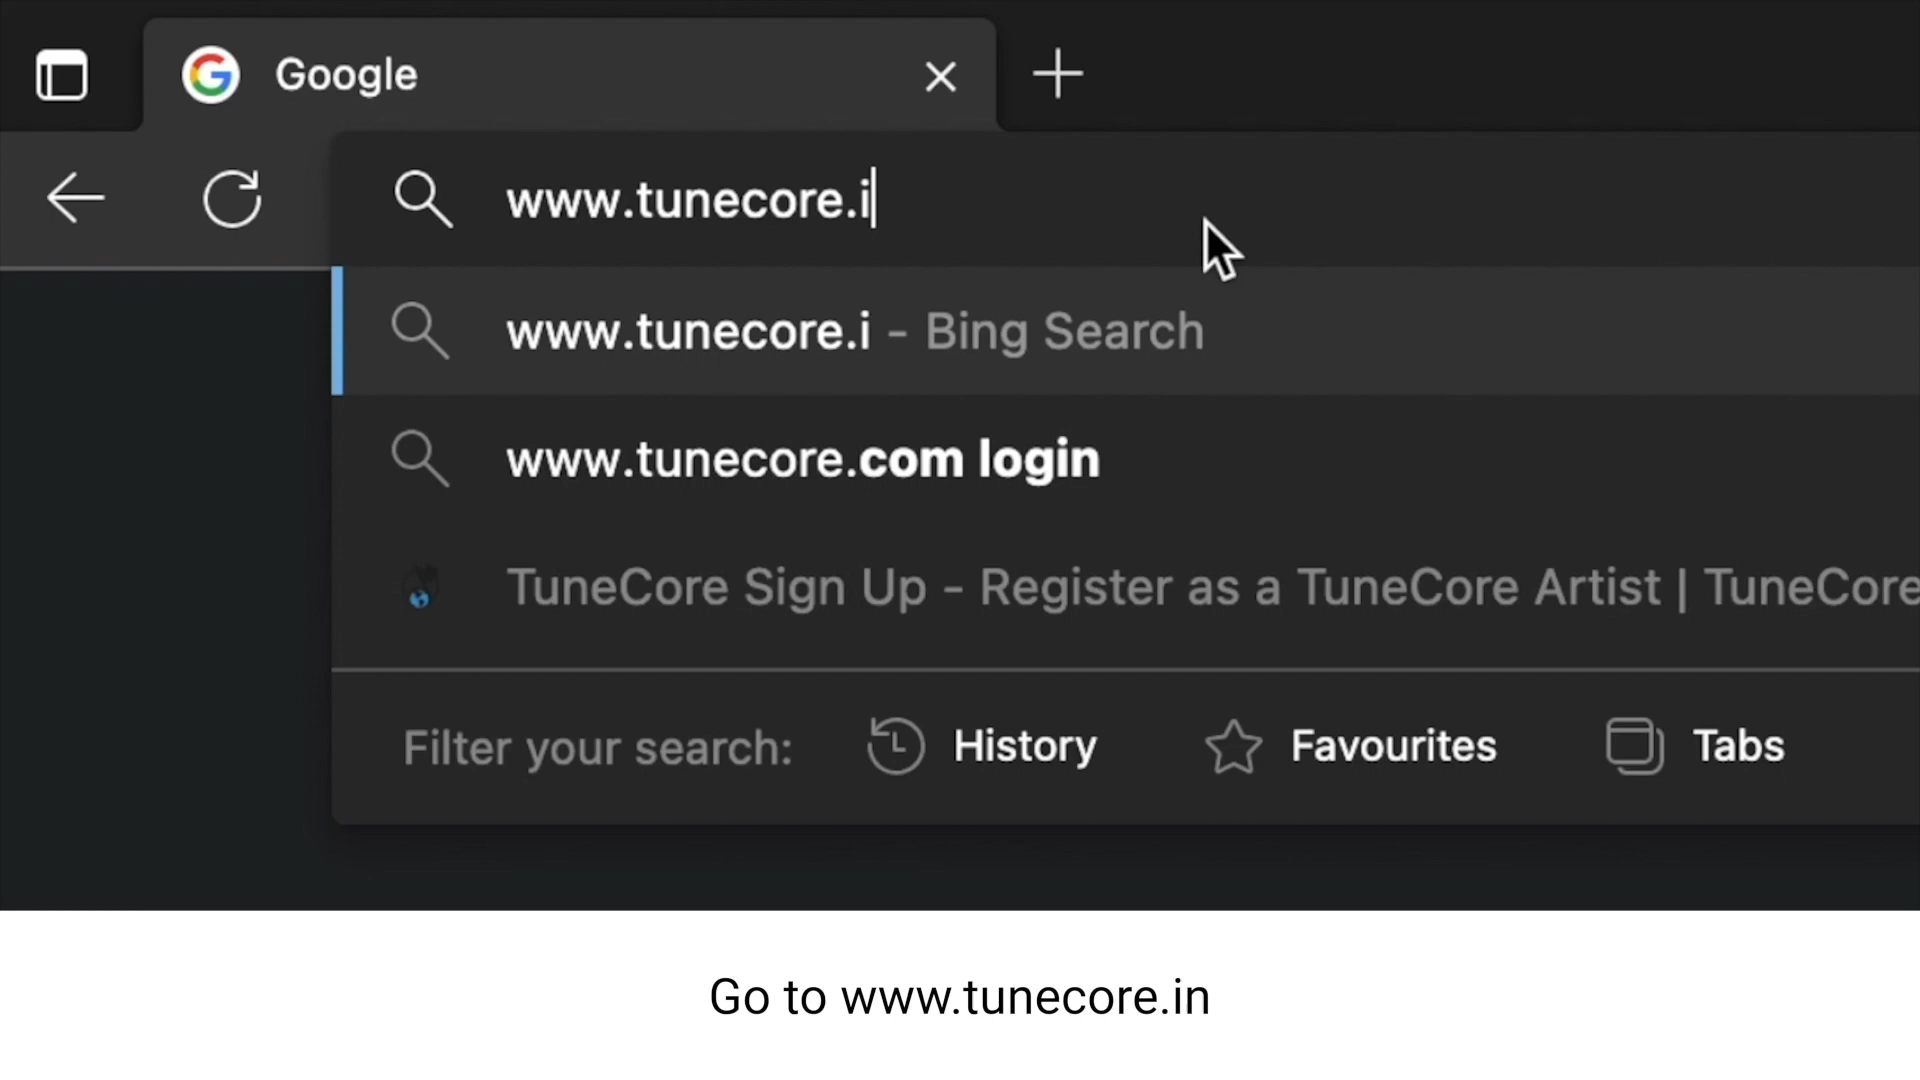 Google
www.tunecore.i
www.tunecore.i - Bing Search
www.tunecore.com login
TuneCore Sign Up - Register as a TuneCore Artist | TuneCore
Filter your search: History Favourites Tabs
Go to www.tunecore.in